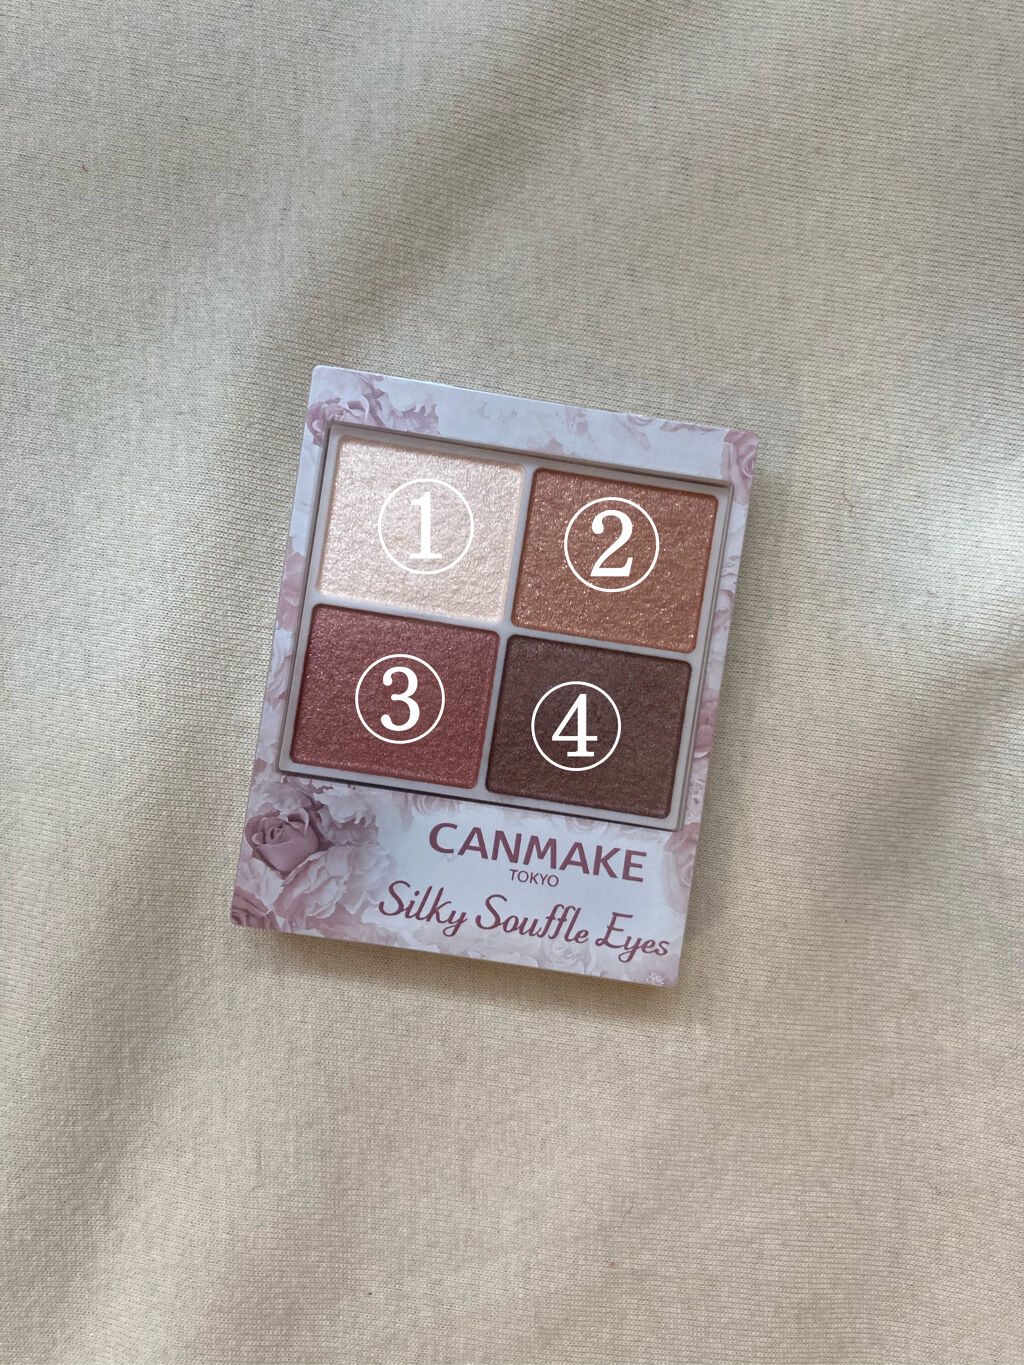 ① ②
③ ④
CANMAKE
TOKYO
Silky Souffle Eyes